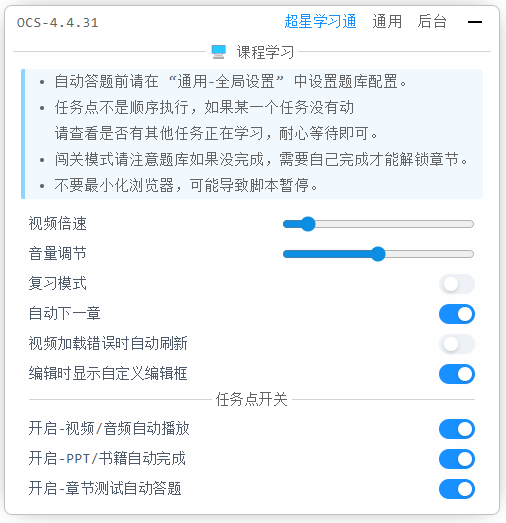 OCS-4.4.31 超星学习通 通用 后台
课程学习
自动答题前请在 “通用-全局设置” 中设置题库配置。
任务点不是顺序执行，如果某一个任务没有动
请查看是否有其他任务正在学习，耐心等待即可。
闯关模式请注意题库如果没完成，需要自己完成才能解锁章节。
不要最小化浏览器，可能导致脚本暂停。
视频倍速
音量调节
复习模式
自动下一章
视频加载错误时自动刷新
编辑时显示自定义编辑框
任务点开关
开启-视频/音频自动播放
开启-PPT/书籍自动完成
开启-章节测试自动答题